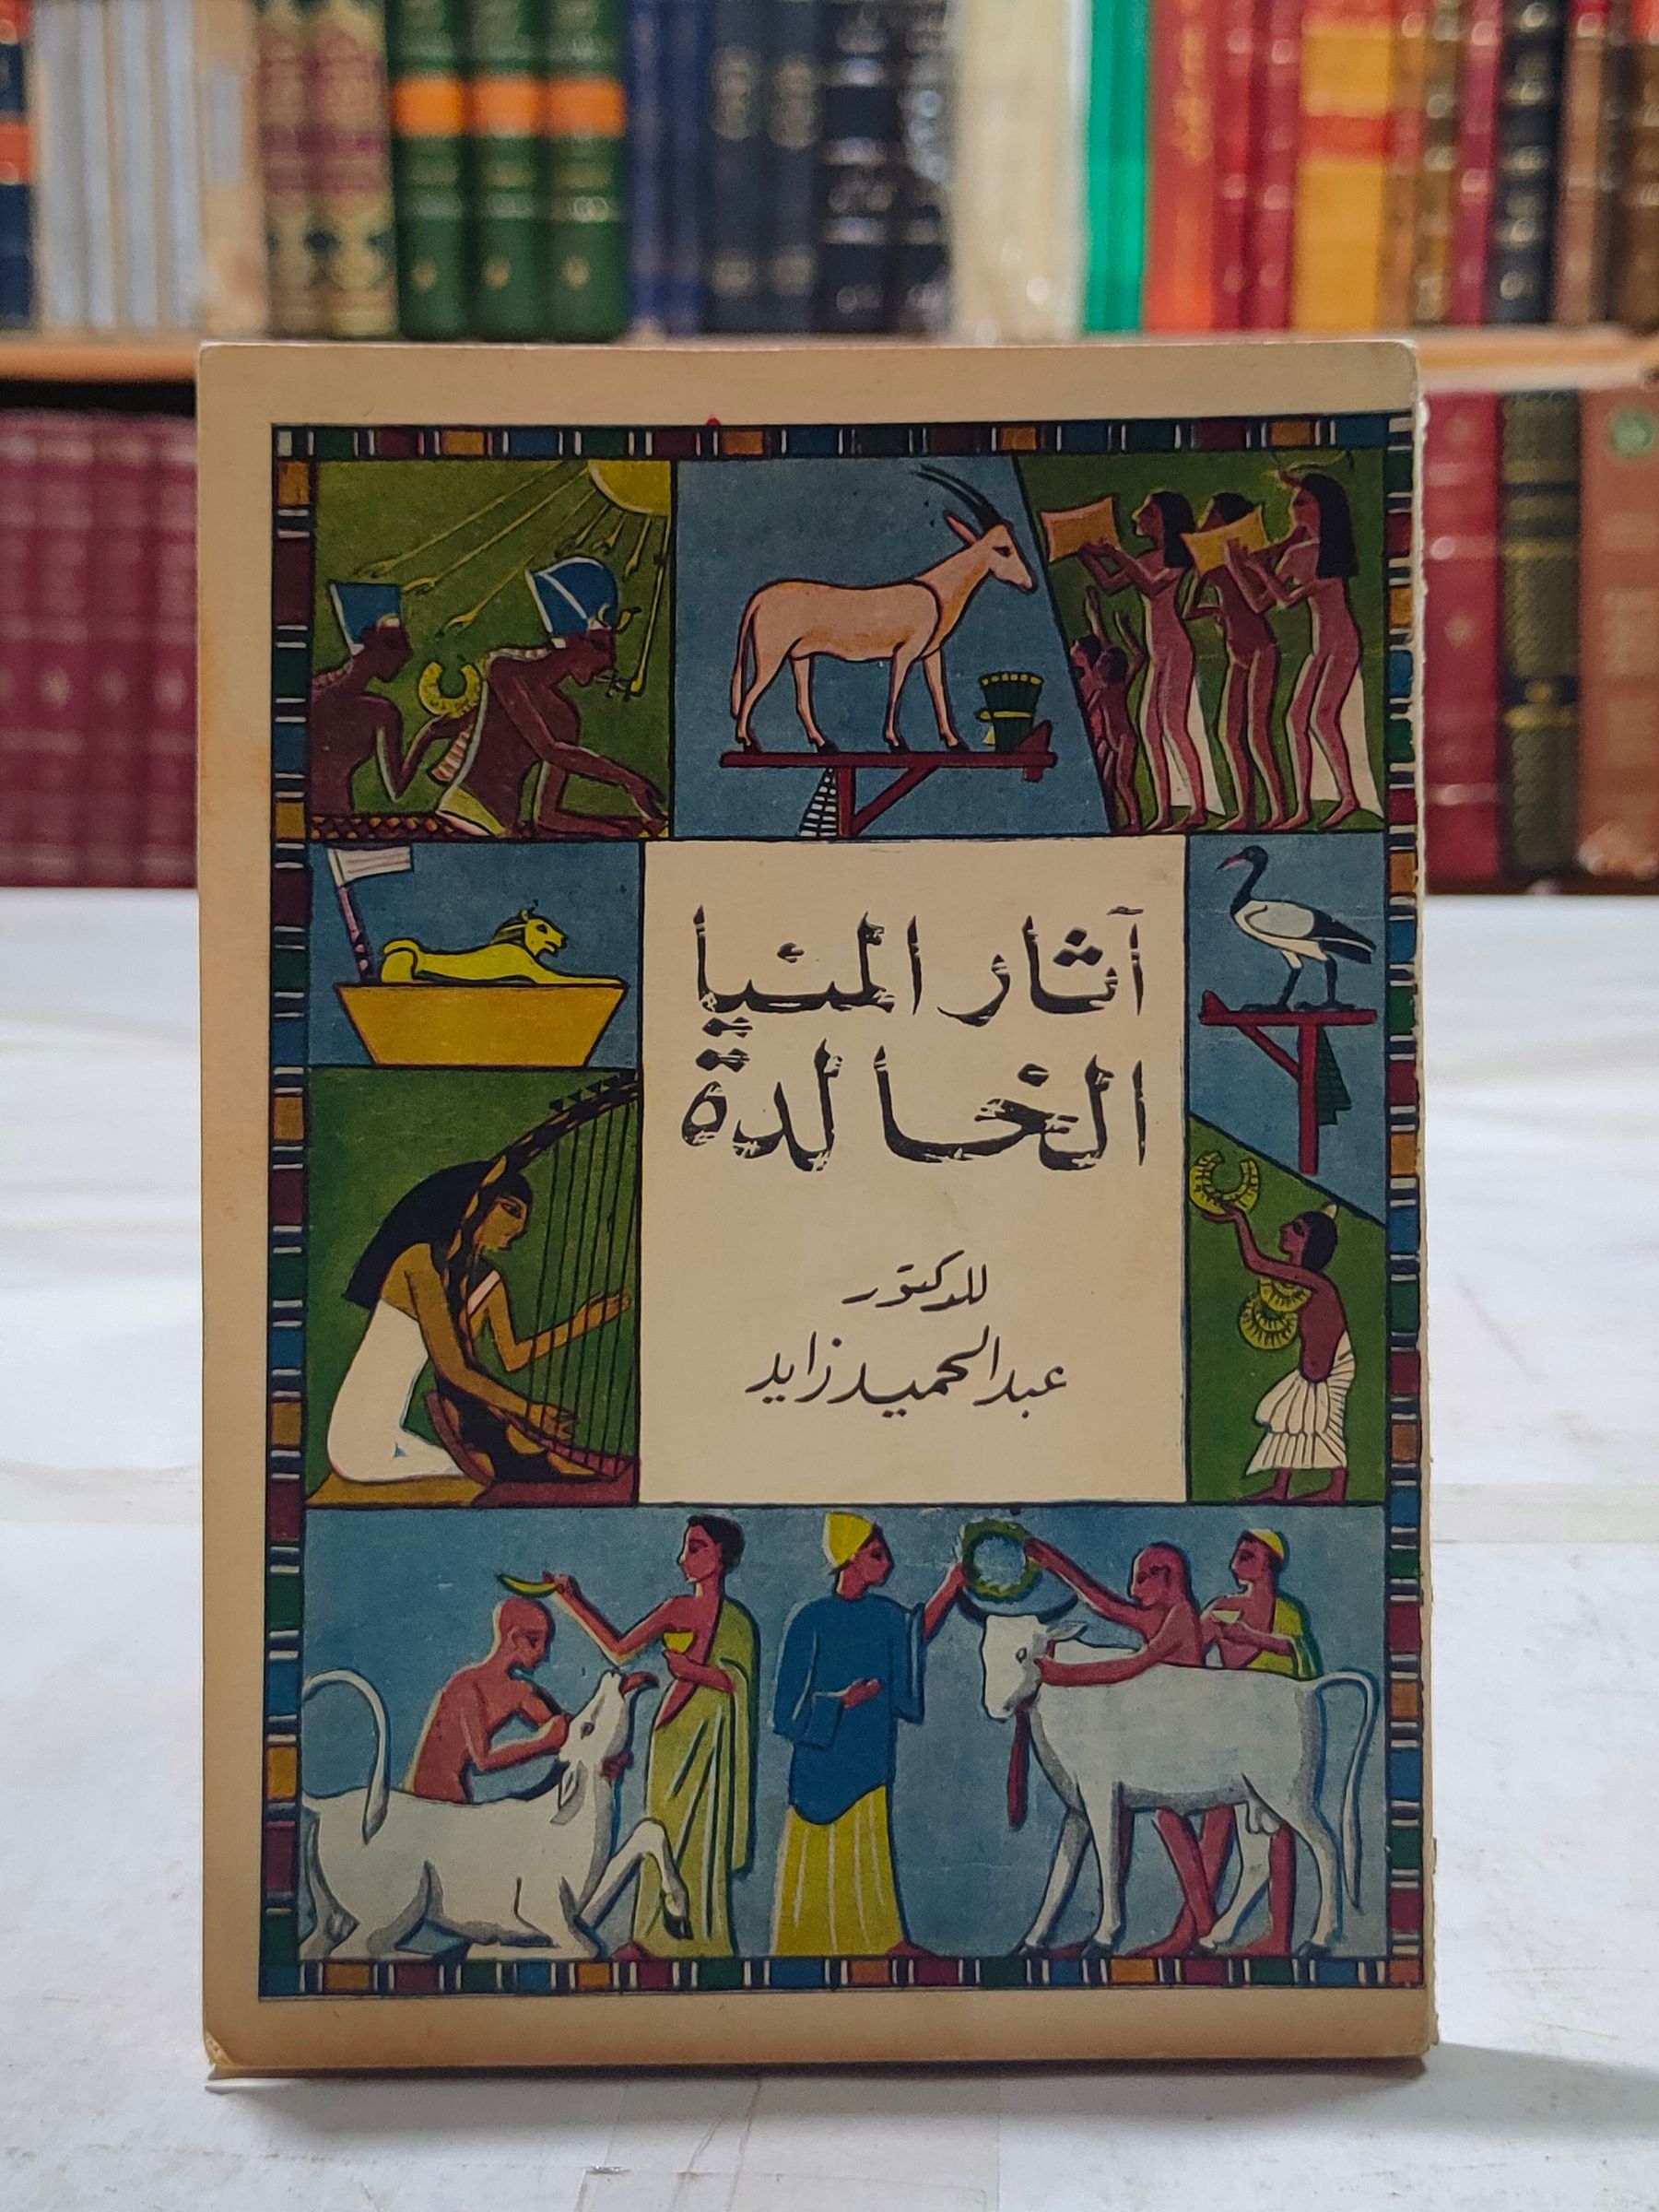 آثار المنيا
الخالدة
للدكتور
عبد الحميد زايد